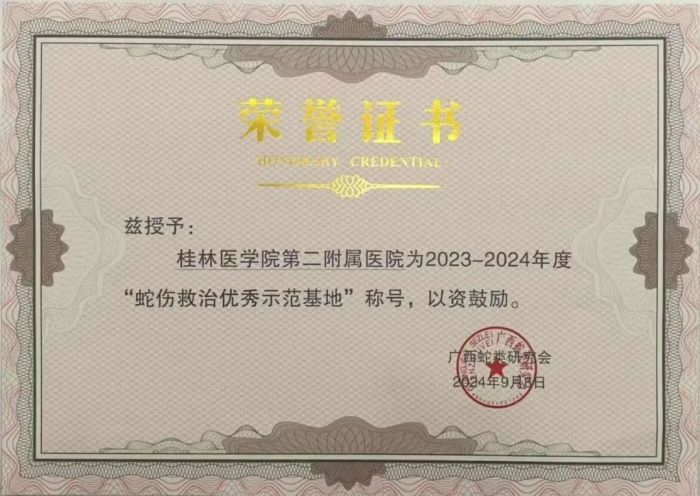 荣誉证书
HONORARY CREDENTIAL
兹授予：
桂林医学院第二附属医院为2023-2024年度
“蛇伤救治优秀示范基地”称号，以资鼓励。
广西蛇类研究会
2024年9月8日